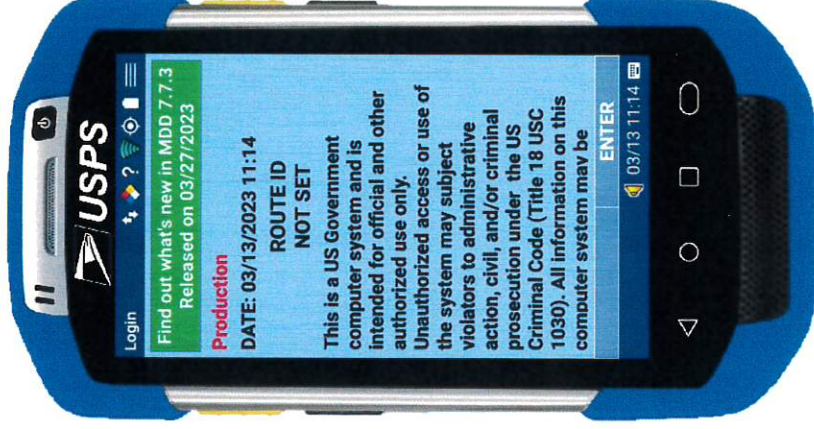 USPS
Login
?
Find out what's new in MDD 7.7.3
Released on 03/27/2023
Production
DATE: 03/13/2023 11:14
ROUTE ID
NOT SET
This is a US Government
computer system and is
intended for official and other
authorized use only.
Unauthorized access or use of
the system may subject
violators to administrative
action, civil, and/or criminal
prosecution under the US
Criminal Code (Title 18 USC
1030). All information on this
computer system may be
ENTER
03/13 11:14